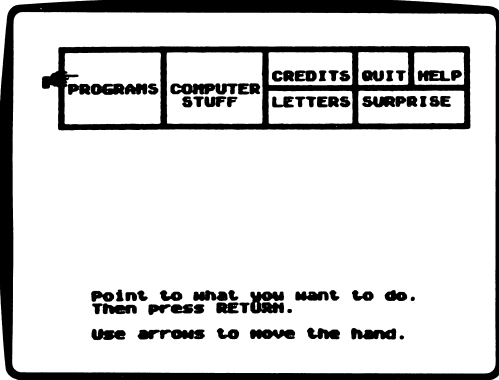 PROGRAMS
COMPUTER
STUFF
CREDITS
QUIT
HELP
LETTERS
SURPRISE
Point to what you want to do.
Then press RETURN.
Use arrows to move the hand.